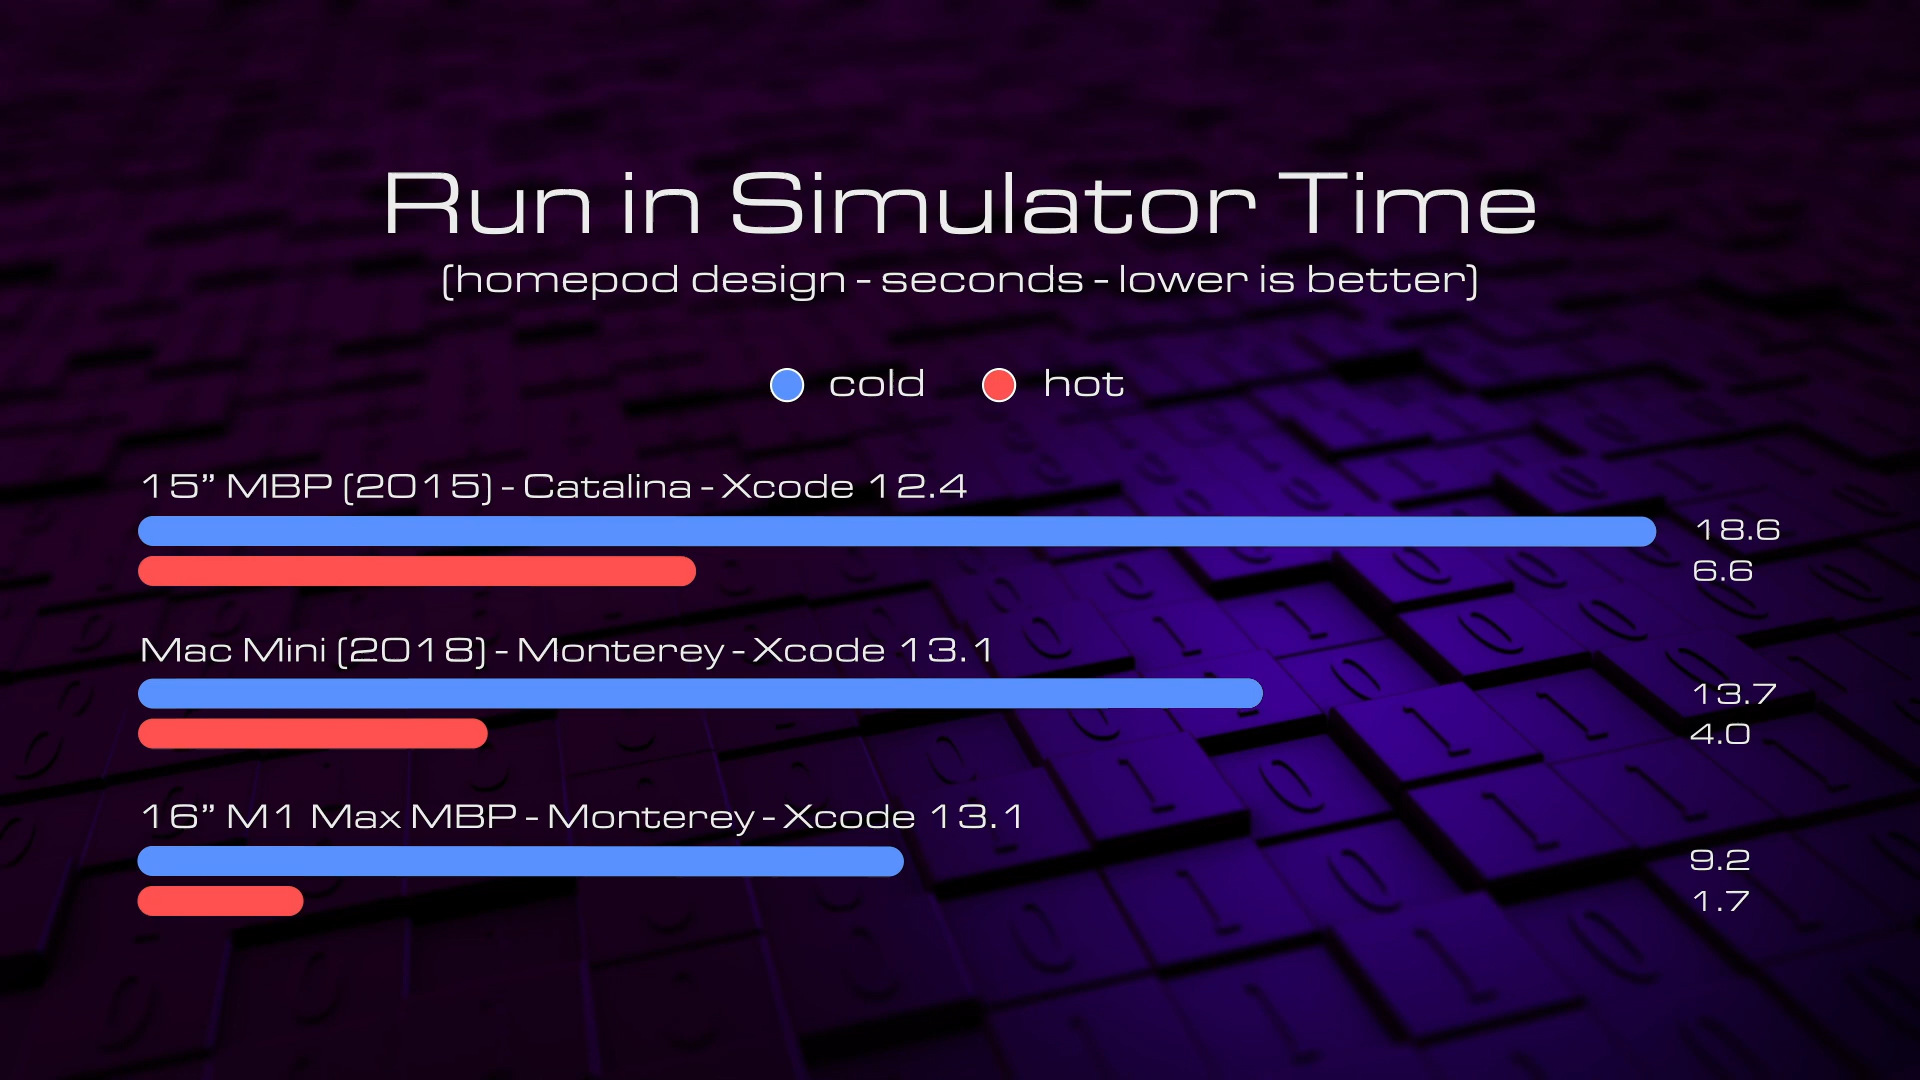 Run in Simulator Time
(homepod design - seconds - lower is better)
cold hot
15” MBP (2015) - Catalina - Xcode 12.4
18.6
6.6
Mac Mini (2018) - Monterey - Xcode 13.1
13.7
4.0
16” M1 Max MBP - Monterey - Xcode 13.1
9.2
1.7